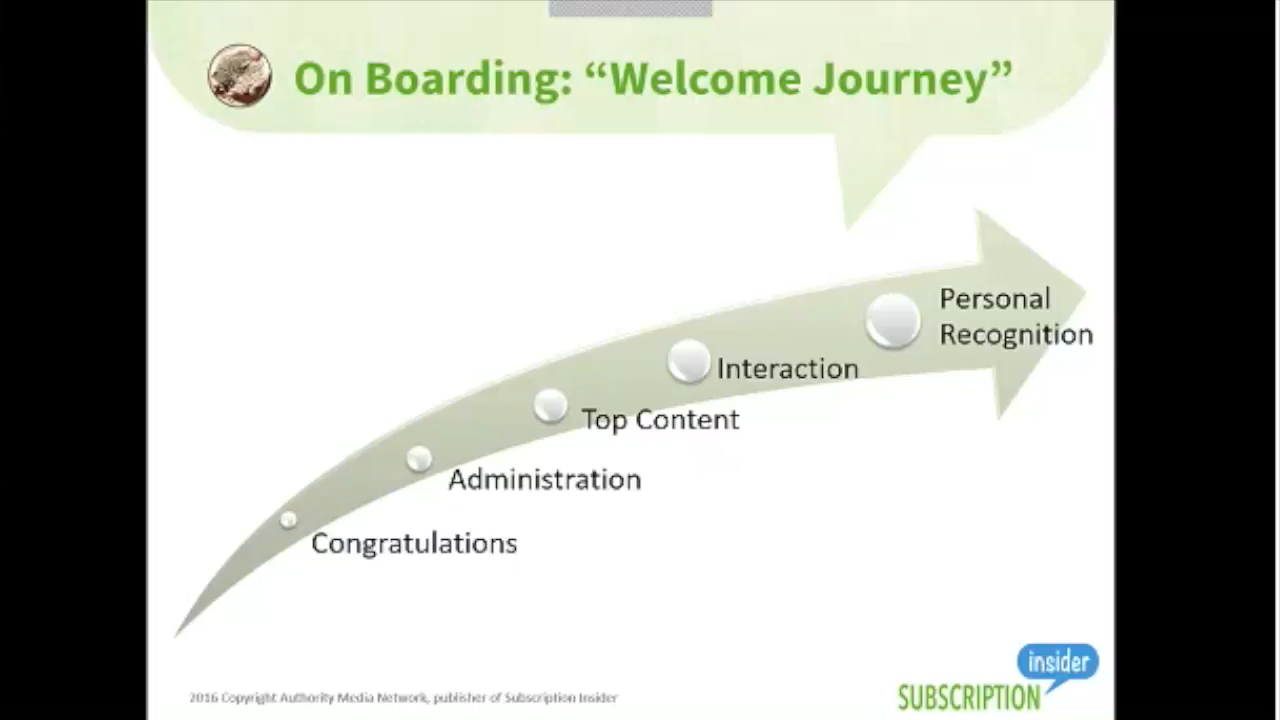 On Boarding: “Welcome Journey”
Personal
Recognition
Interaction
Top Content
Administration
Congratulations
insider
SUBSCRIPTION
2016 Copyright Authority Media Network, publisher of Subscription Insider